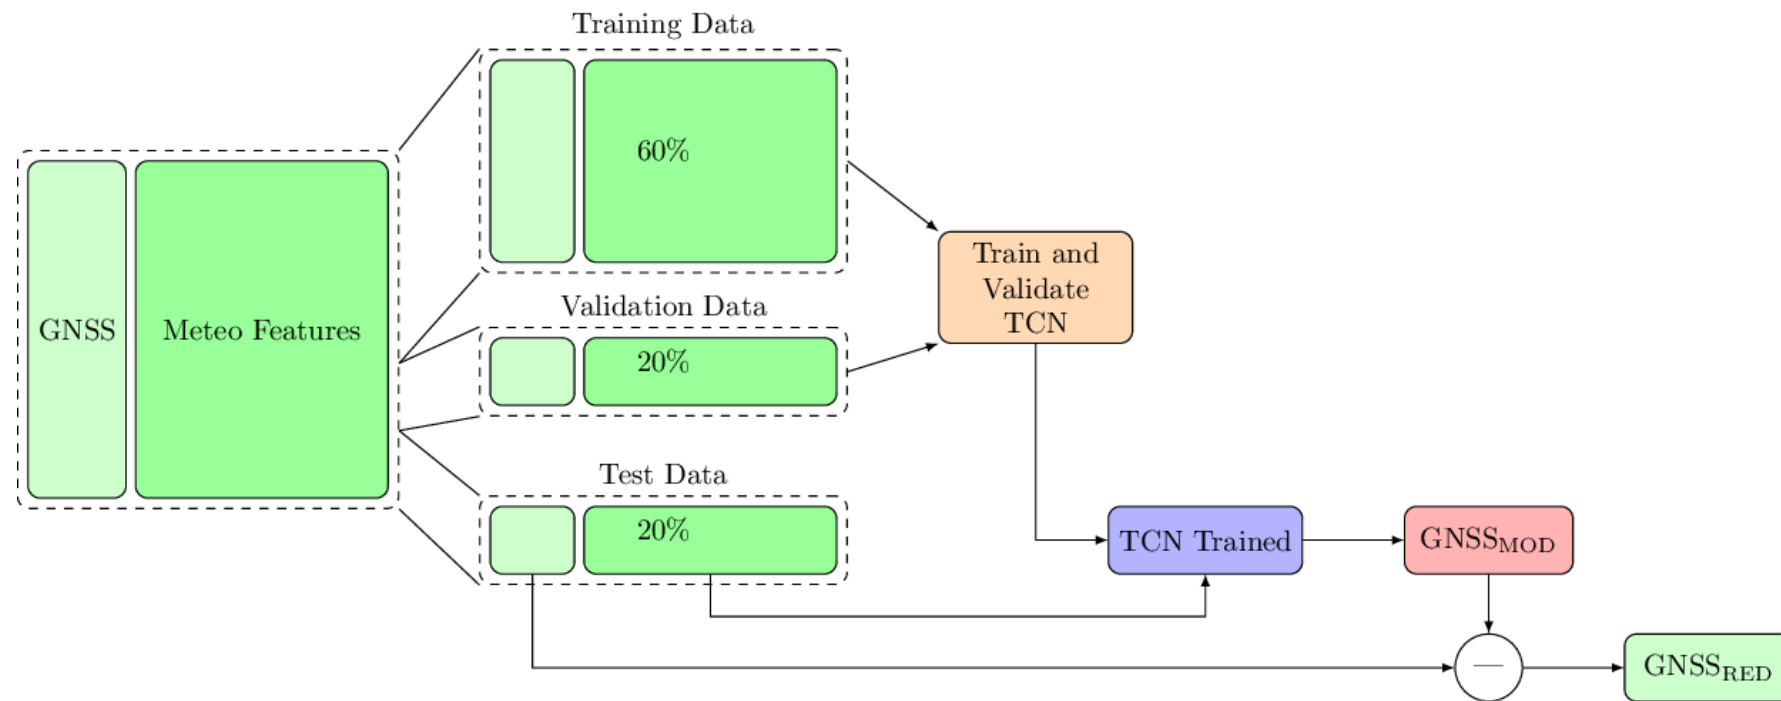 Training Data
60%
GNSS
Meteo Features
Validation Data
20%
Train and
Validate
TCN
Test Data
20%
TCN Trained
GNSS_MOD
—
GNSS_RED